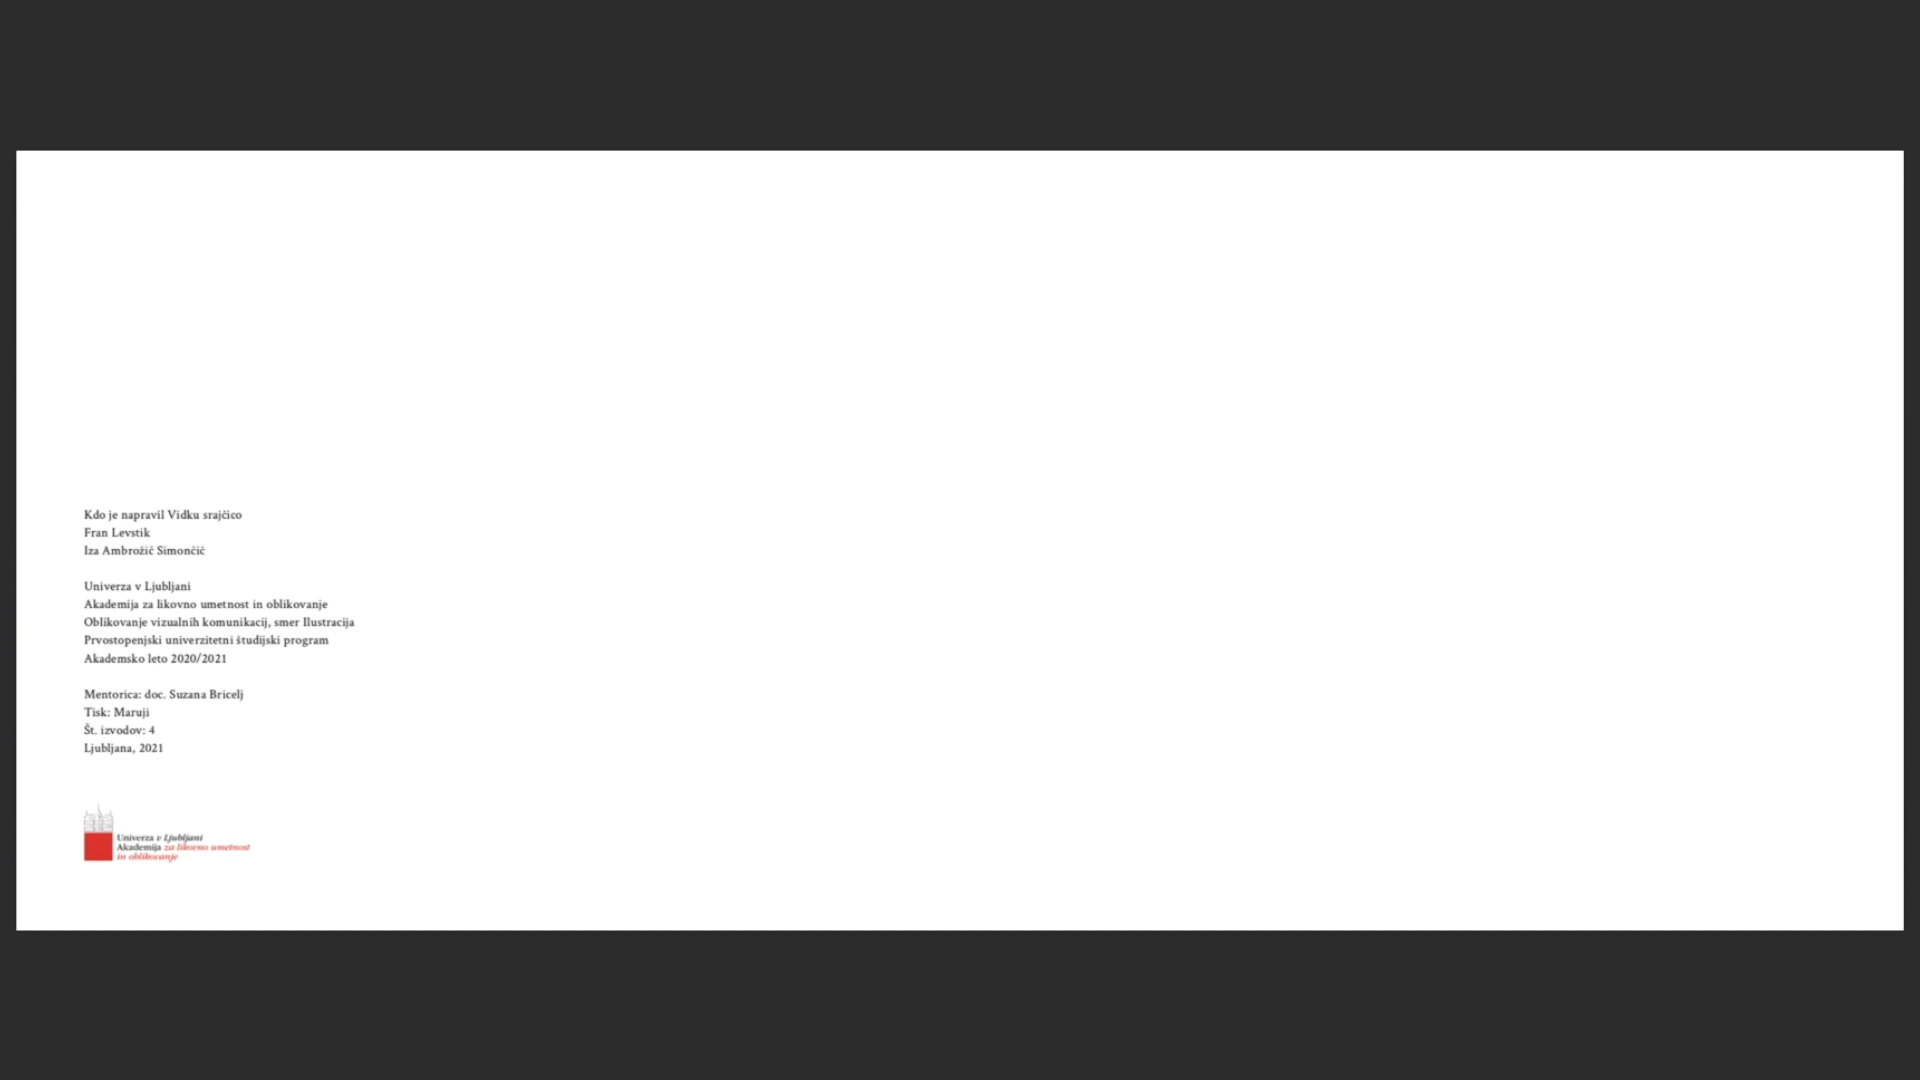 Kdo je napravil Vidku srajčico
Fran Levstik
Iza Ambrožič Simončič
Univerza v Ljubljani
Akademija za likovno umetnost in oblikovanje
Oblikovanje vizualnih komunikacij, smer Ilustracija
Prvostopenjski univerzitetni študijski program
Akademsko leto 2020/2021
Mentorica: doc. Suzana Bricelj
Tisk: Maruji
Št. izvodov: 4
Ljubljana, 2021
Univerza v Ljubljani
Akademija za likovno umetnost
in oblikovanje